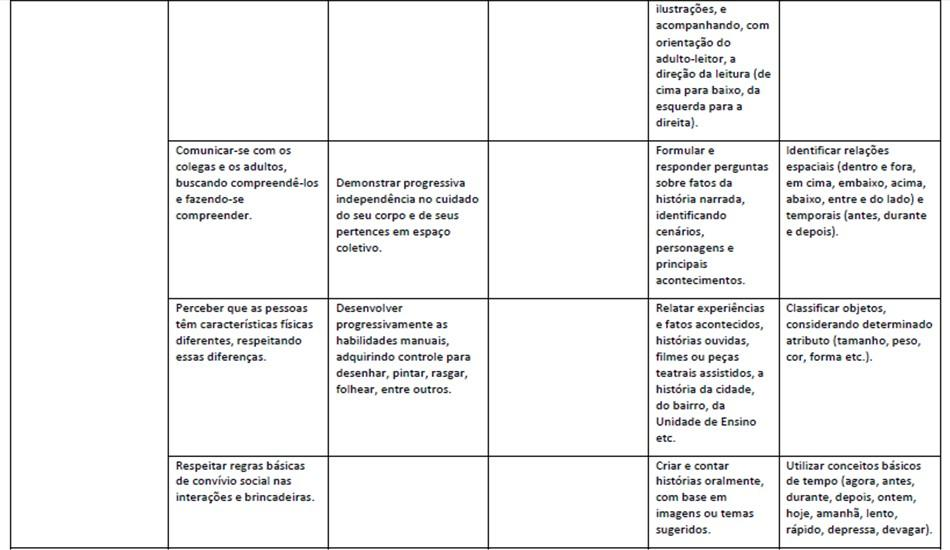 ilustrações, e
acompanhando, com
orientação do
adulto-leitor, a
direção da leitura (de
cima para baixo, da
esquerda para a
direita).
Comunicar-se com os
colegas e os adultos,
buscando compreendê-los
e fazendo-se
compreender.
Demonstrar progressiva
independência no cuidado
do seu corpo e de seus
pertences em espaço
coletivo.
Formular e
responder perguntas
sobre fatos da
história narrada,
identificando
cenários,
personagens e
principais
acontecimentos.
Identificar relações
espaciais (dentro e fora,
em cima, embaixo, acima,
abaixo, entre e do lado) e
temporais (antes, durante
e depois).
Perceber que as pessoas
têm características físicas
diferentes, respeitando
essas diferenças.
Desenvolver
progressivamente as
habilidades manuais,
adquirindo controle para
desenhar, pintar, rasgar,
folhear, entre outros.
Relatar experiências
e fatos acontecidos,
histórias ouvidas,
filmes ou peças
teatrais assistidos, a
história da cidade,
do bairro, da
Unidade de Ensino
etc.
Classificar objetos,
considerando determinado
atributo (tamanho, peso,
cor, forma etc.).
Respeitar regras básicas
de convívio social nas
interações e brincadeiras.
Criar e contar
histórias oralmente,
com base em
imagens ou temas
sugeridos.
Utilizar conceitos básicos
de tempo (agora, antes,
durante, depois, ontem,
hoje, amanhã, lento,
rápido, depressa, devagar).